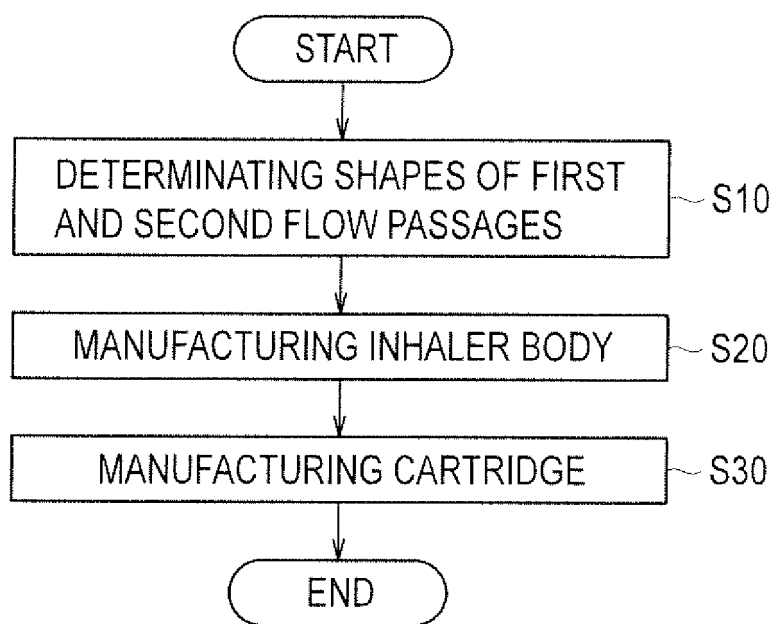 START
DETERMINATING SHAPES OF FIRST
AND SECOND FLOW PASSAGES
S10
MANUFACTURING INHALER BODY
S20
MANUFACTURING CARTRIDGE
S30
END